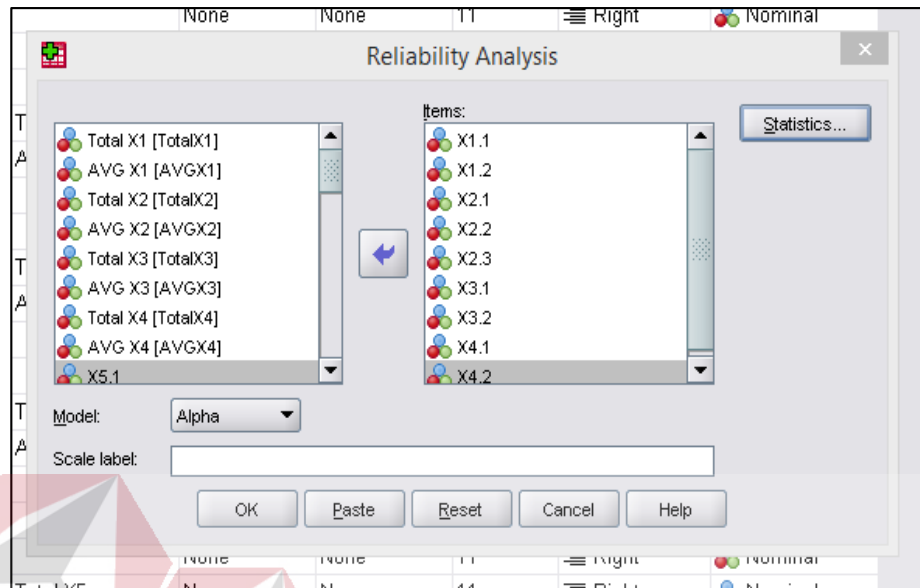 None None 11 Right Nominal
Reliability Analysis
Items:
Statistics...
Total X1 [TotalX1]
AVG X1 [AVGX1]
Total X2 [TotalX2]
AVG X2 [AVGX2]
Total X3 [TotalX3]
AVG X3 [AVGX3]
Total X4 [TotalX4]
AVG X4 [AVGX4]
X5.1
X1.1
X1.2
X2.1
X2.2
X2.3
X3.1
X3.2
X4.1
X4.2
Model: Alpha
Scale label:
OK Paste Reset Cancel Help
None None 11 Right Nominal